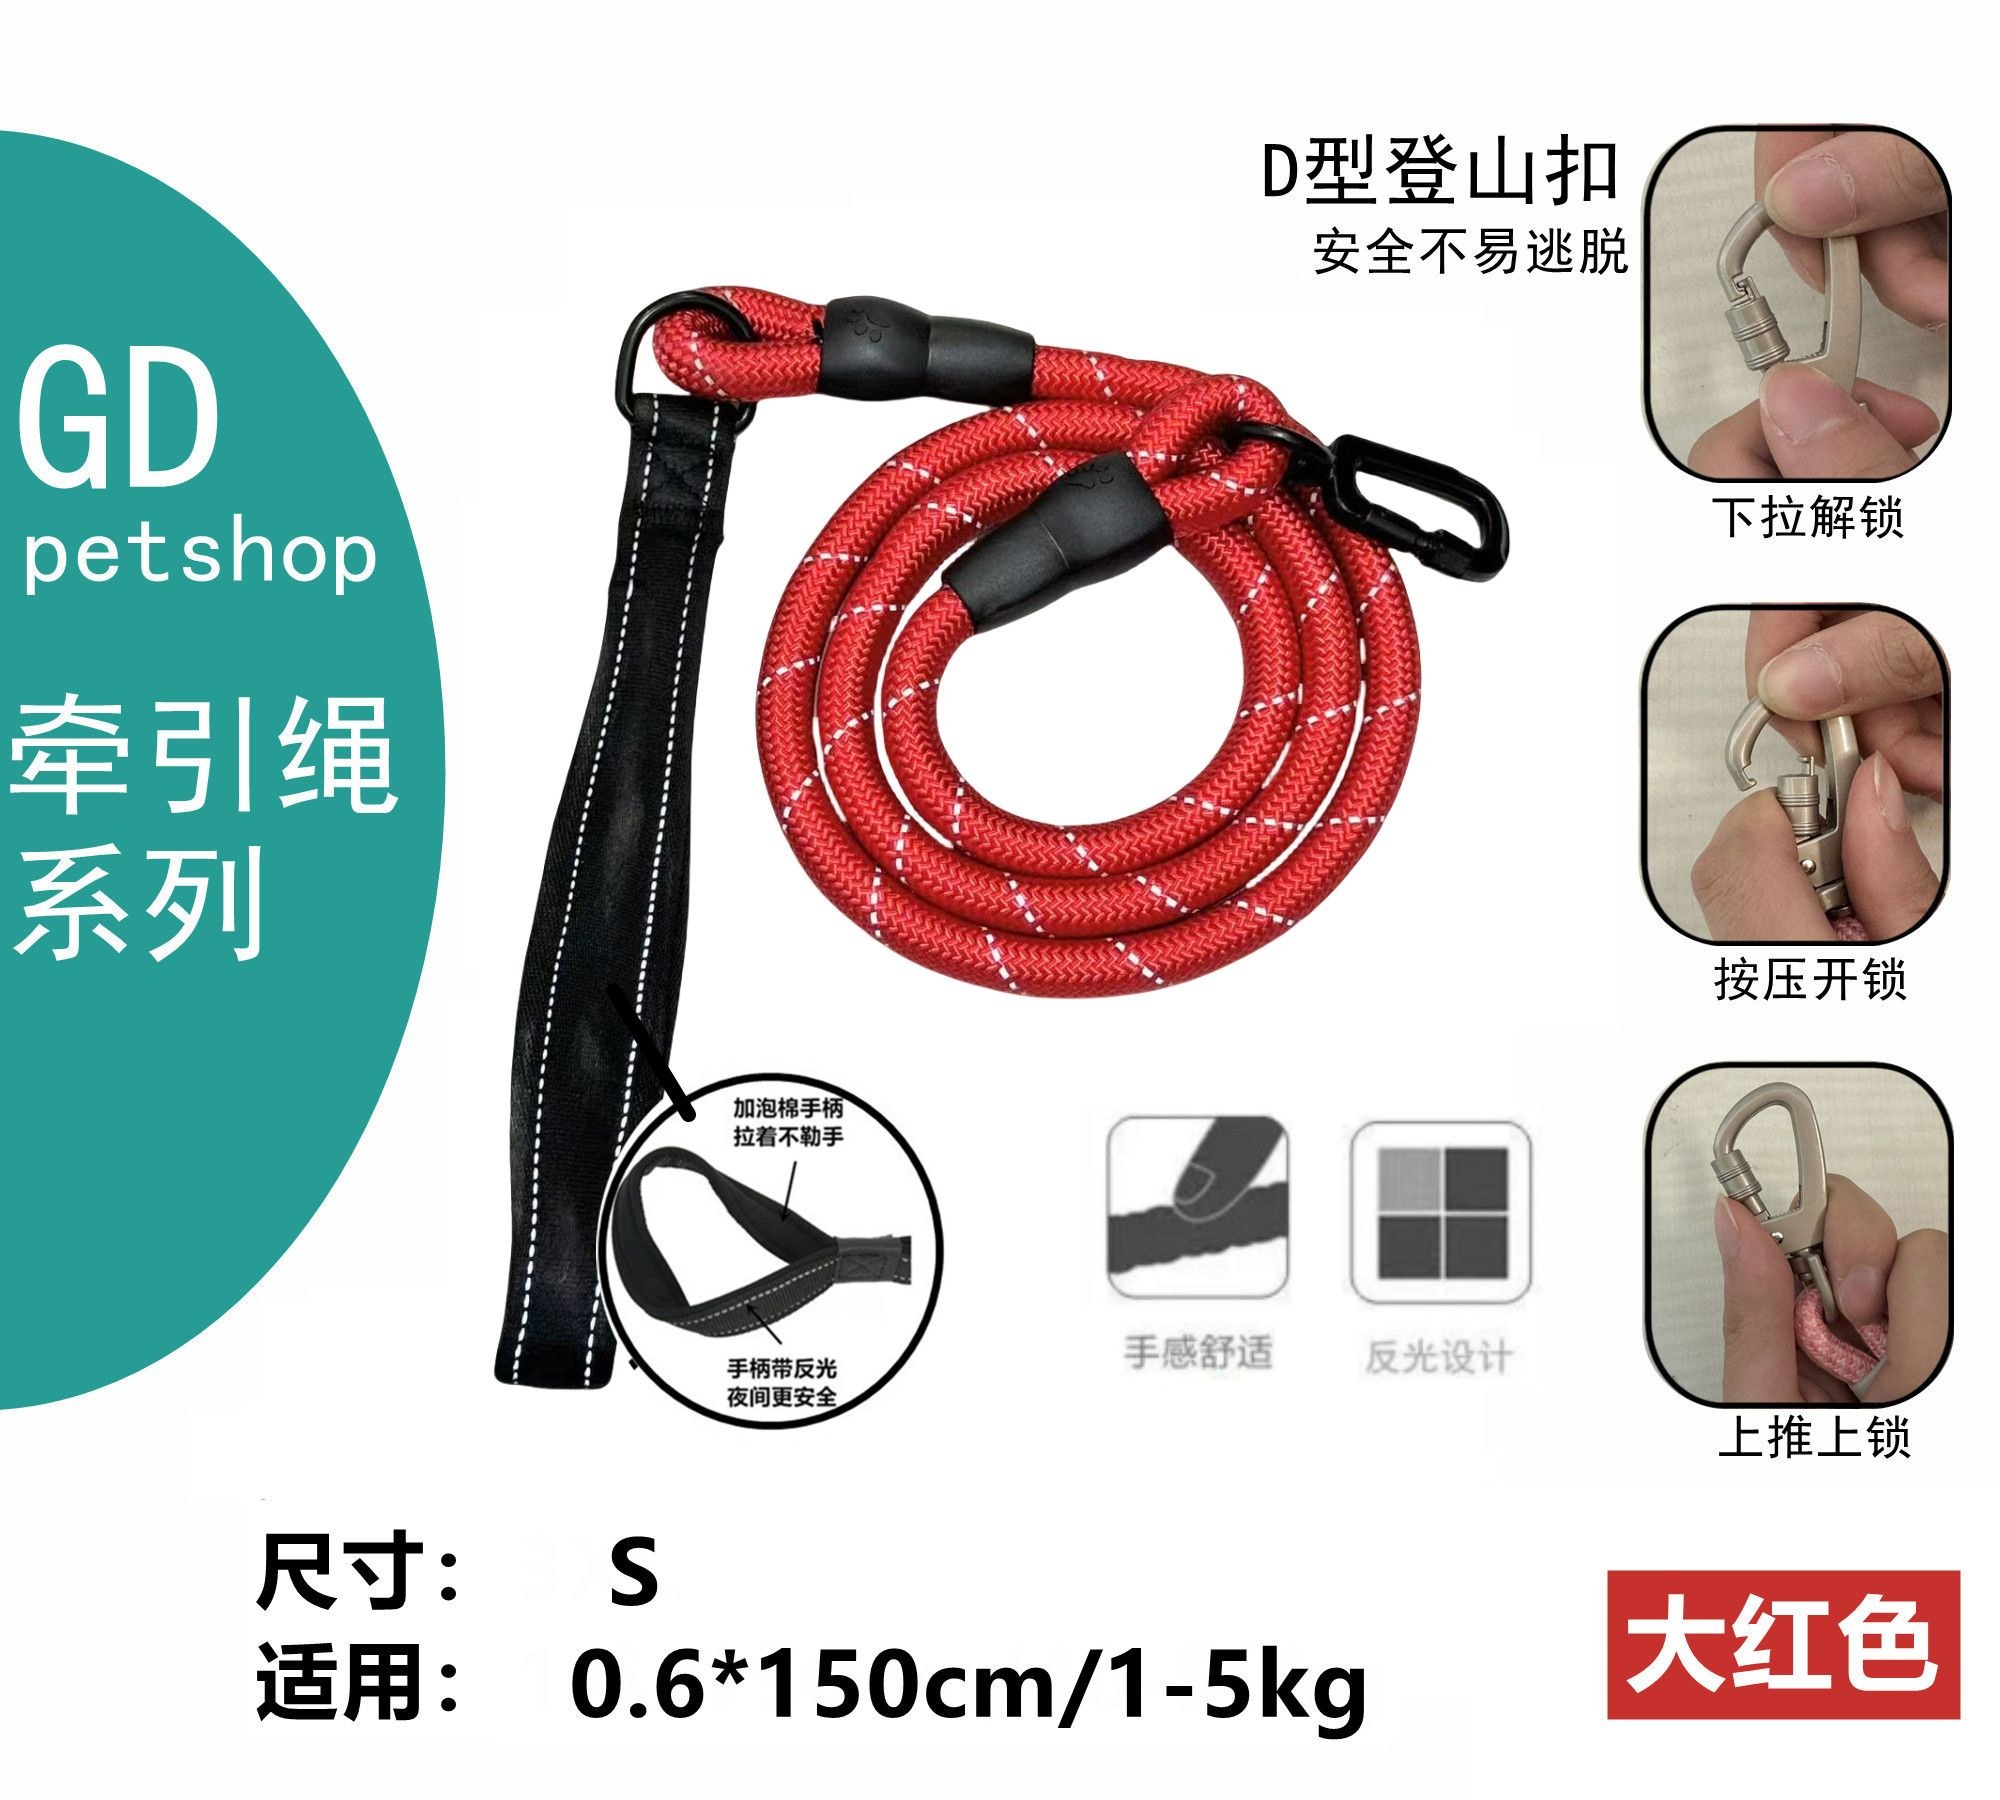 GD
petshop
牵引绳
系列
D型登山扣
安全不易逃脱
下拉解锁
按压开锁
上推上锁
加泡棉手柄
拉着不勒手
手柄带反光
夜间更安全
手感舒适
反光设计
尺寸： S
适用： 0.6*150cm/1-5kg
大红色